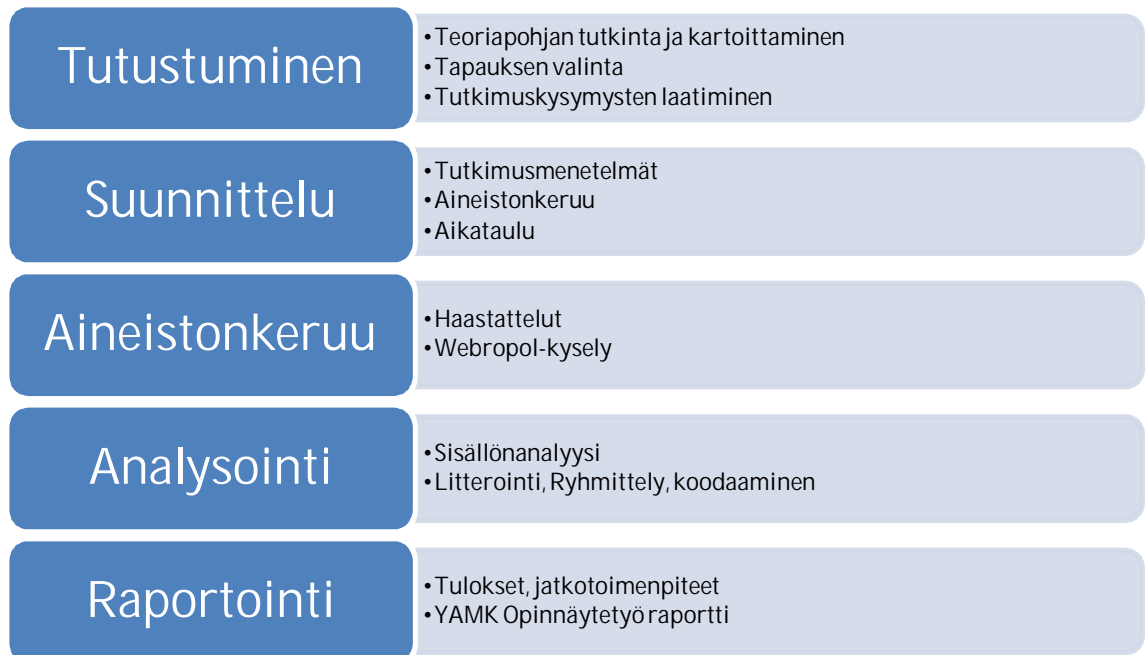 Tutustuminen
•Teoriapohjan tutkinta ja kartoittaminen
•Tapauksen valinta
•Tutkimuskysymysten laatiminen
Suunnittelu
•Tutkimusmenetelmät
•Aineistonkeruu
•Aikataulu
Aineistonkeruu
•Haastattelut
•Webropol-kysely
Analysointi
•Sisällönanalyysi
•Litterointi, Ryhmittely, koodaaminen
Raportointi
•Tulokset, jatkotoimenpiteet
•YAMK Opinnäytetyö raportti